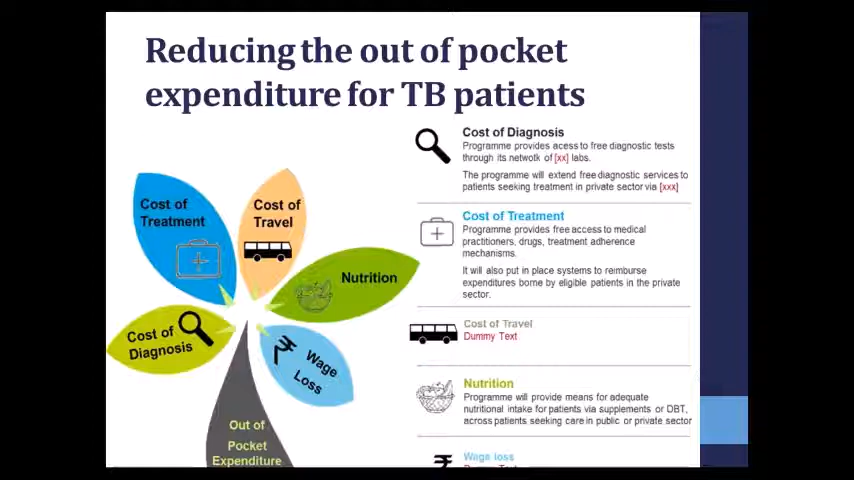 Reducing the out of pocket
expenditure for TB patients
Cost of
Treatment
Cost of
Travel
Nutrition
Cost of
Diagnosis
Wage
Loss
Out of
Pocket
Expenditure
Cost of Diagnosis
Programme provides acess to free diagnostic tests
through its netwotk of [xx] labs.
The programme will extend free diagnostic services to
patients seeking treatment in private sector via [xxx]
Cost of Treatment
Programme provides free access to medical
practitioners, drugs, treatment adherence
mechanisms.
It will also put in place systems to reimburse
expenditures borne by eligible patients in the private
sector.
Cost of Travel
Dummy Text
Nutrition
Programme will provide means for adequate
nutritional intake for patients via supplements or DBT,
across patients seeking care in public or private sector
Wage loss